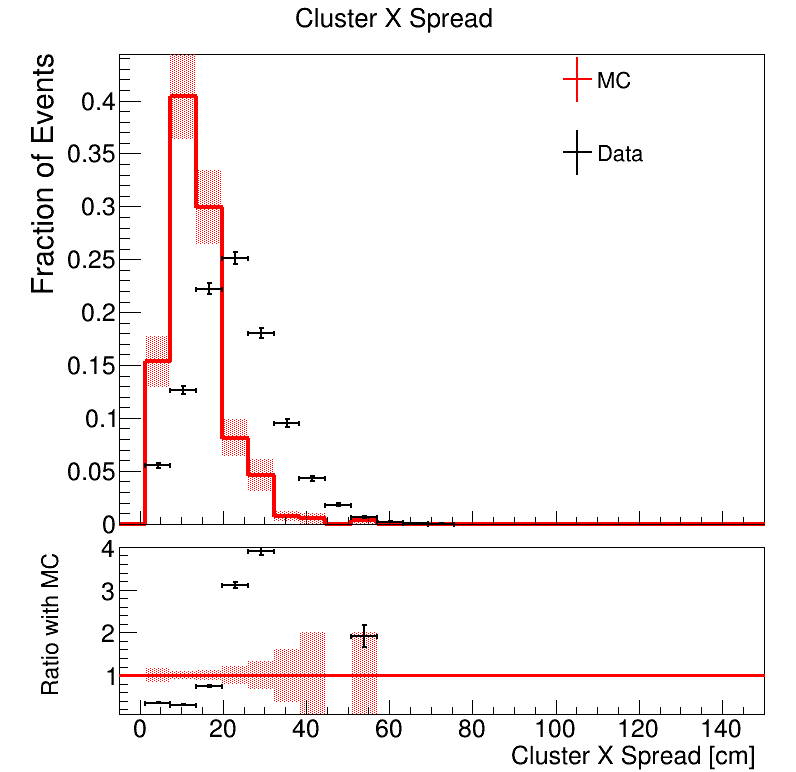 Cluster X Spread
Fraction of Events
0.4
0.35
0.3
0.25
0.2
0.15
0.1
0.05
0
MC
Data
Ratio with MC
4
3
2
1
0 20 40 60 80 100 120 140
Cluster X Spread [cm]